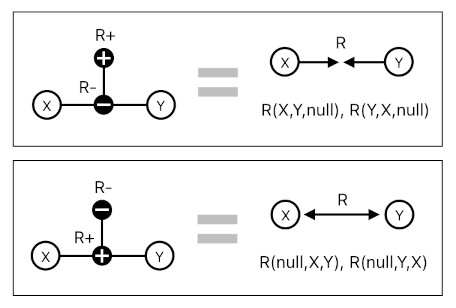 R+
R
R-
X
Y
X
Y
R(X,Y,null), R(Y,X,null)
R-
R
R+
X
Y
X
Y
R(null,X,Y), R(null,Y,X)